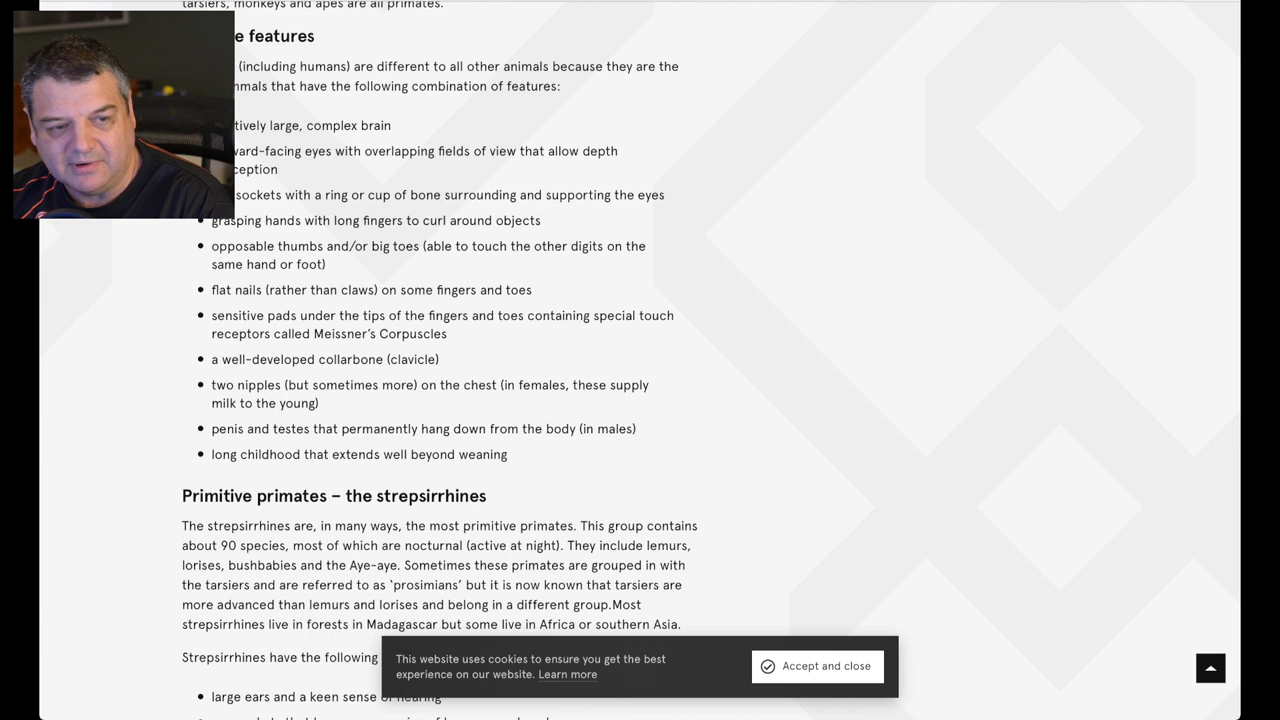 tarsiers, monkeys and apes are all primates.
features
(including humans) are different to all other animals because they are the
that have the following combination of features:
large, complex brain
eyes with overlapping fields of view that allow depth
sockets with a ring or cup of bone surrounding and supporting the eyes
• grasping hands with long fingers to curl around objects
• opposable thumbs and/or big toes (able to touch the other digits on the
same hand or foot)
• flat nails (rather than claws) on some fingers and toes
• sensitive pads under the tips of the fingers and toes containing special touch
receptors called Meissner's Corpuscles
• a well-developed collarbone (clavicle)
• two nipples (but sometimes more) on the chest (in females, these supply
milk to the young)
• penis and testes that permanently hang down from the body (in males)
• long childhood that extends well beyond weaning
Primitive primates – the strepsirrhines
The strepsirrhines are, in many ways, the most primitive primates. This group contains
about 90 species, most of which are nocturnal (active at night). They include lemurs,
lorises, bushbabies and the Aye-aye. Sometimes these primates are grouped in with
the tarsiers and are referred to as ‘prosimians’ but it is now known that tarsiers are
more advanced than lemurs and lorises and belong in a different group.Most
strepsirrhines live in forests in Madagascar but some live in Africa or southern Asia.
Strepsirrhines have the following
This website uses cookies to ensure you get the best
experience on our website. Learn more
Accept and close
• large ears and a keen sense of hearing